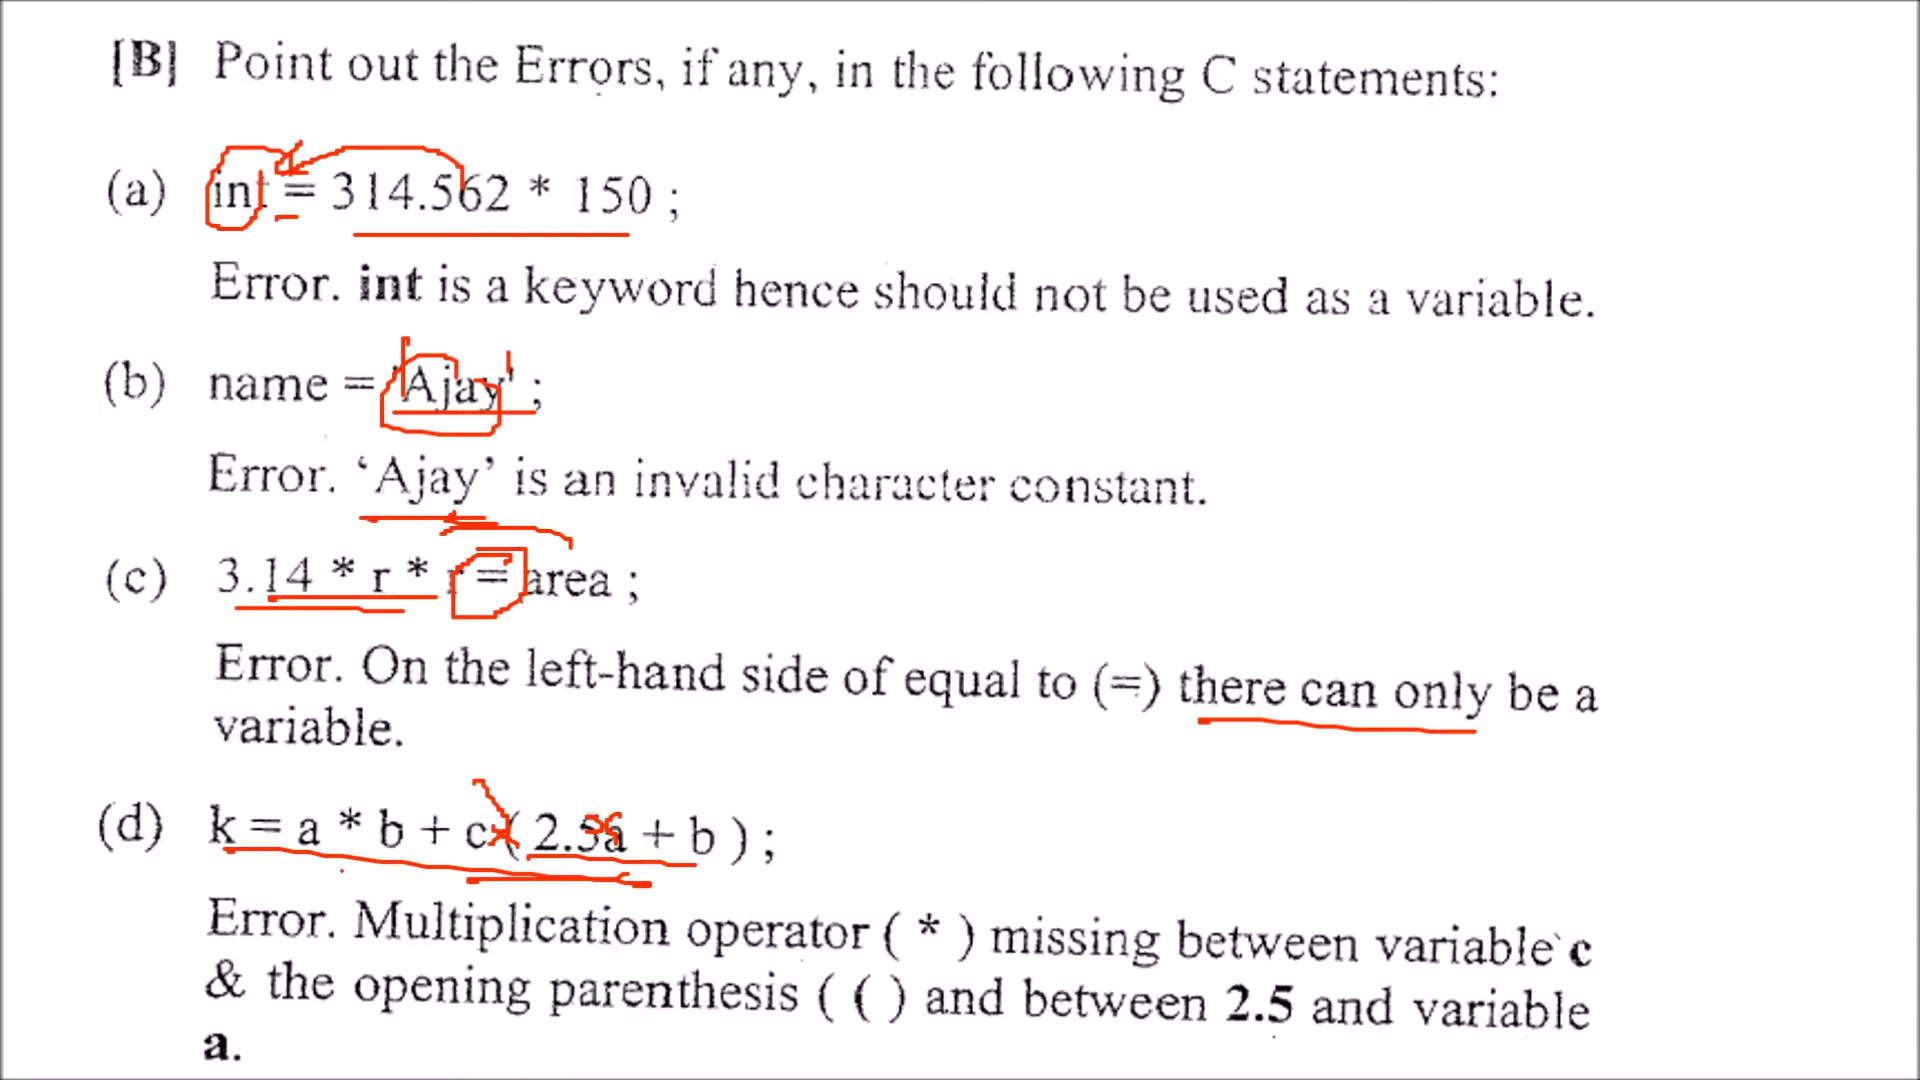 [B] Point out the Errors, if any, in the following C statements:
(a) int = 314.562 * 150 ;
Error. int is a keyword hence should not be used as a variable.
(b) name = 'Ajay' ;
Error. ‘Ajay’ is an invalid character constant.
(c) 3.14 * r * r = area ;
Error. On the left-hand side of equal to (=) there can only be a
variable.
(d) k = a * b + c ( 2.5a + b ) ;
Error. Multiplication operator ( * ) missing between variable c
& the opening parenthesis ( ( ) and between 2.5 and variable
a.